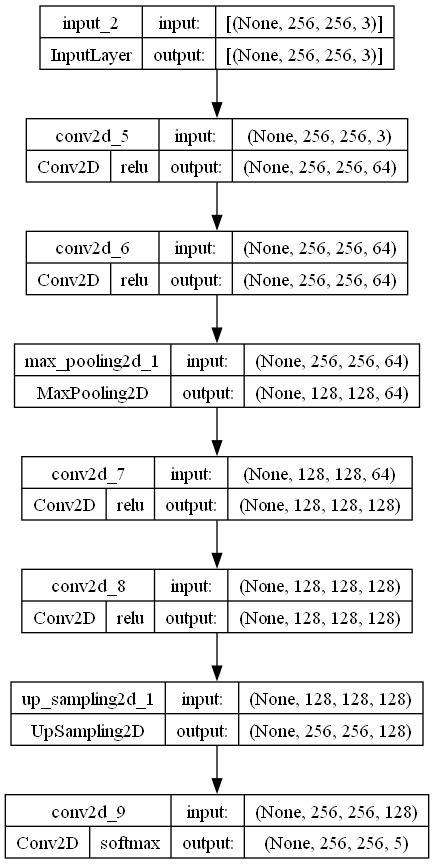 input_2 input: [(None, 256, 256, 3)]
InputLayer output: [(None, 256, 256, 3)]
conv2d_5 input: (None, 256, 256, 3)
Conv2D relu output: (None, 256, 256, 64)
conv2d_6 input: (None, 256, 256, 64)
Conv2D relu output: (None, 256, 256, 64)
max_pooling2d_1 input: (None, 256, 256, 64)
MaxPooling2D output: (None, 128, 128, 64)
conv2d_7 input: (None, 128, 128, 64)
Conv2D relu output: (None, 128, 128, 128)
conv2d_8 input: (None, 128, 128, 128)
Conv2D relu output: (None, 128, 128, 128)
up_sampling2d_1 input: (None, 128, 128, 128)
UpSampling2D output: (None, 256, 256, 128)
conv2d_9 input: (None, 256, 256, 128)
Conv2D softmax output: (None, 256, 256, 5)